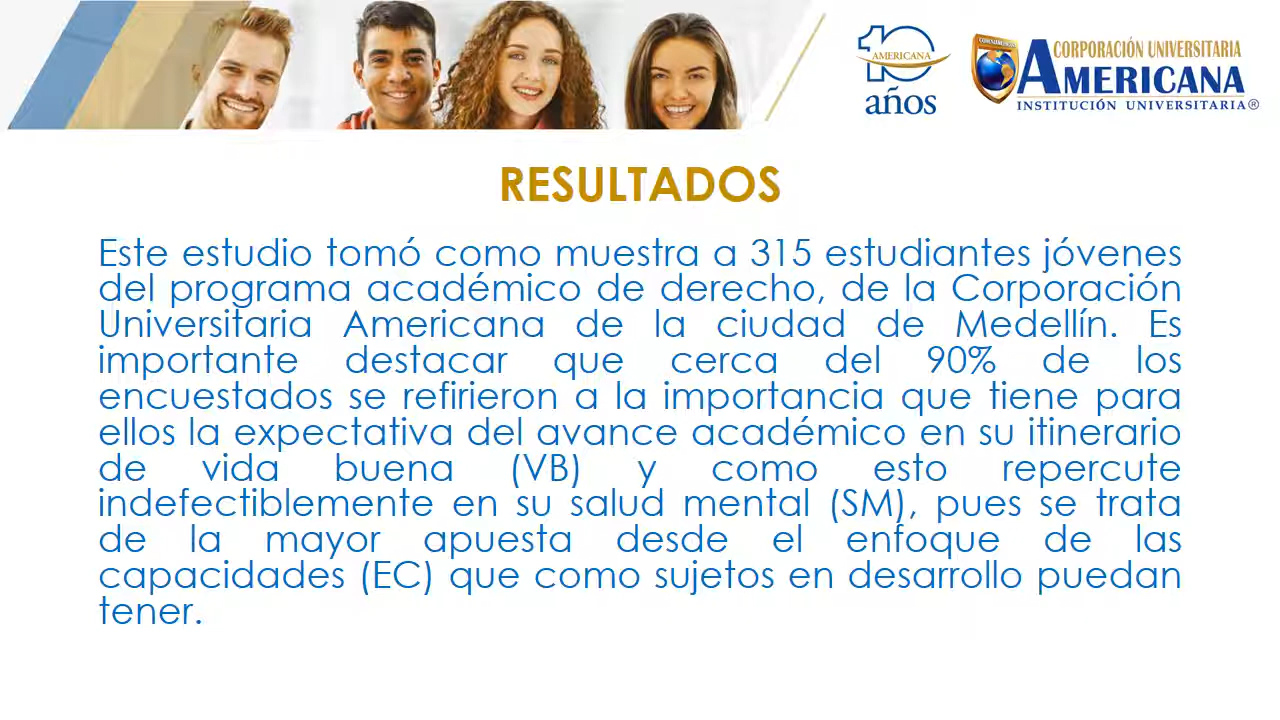 10
AMERICANA
años
CORPORACIÓN UNIVERSITARIA
AMERICANA
INSTITUCIÓN UNIVERSITARIA®
RESULTADOS
Este estudio tomó como muestra a 315 estudiantes jóvenes
del programa académico de derecho, de la Corporación
Universitaria Americana de la ciudad de Medellín. Es
importante destacar que cerca del 90% de los
encuestados se refirieron a la importancia que tiene para
ellos la expectativa del avance académico en su itinerario
de vida buena (VB) y como esto repercute
indefectiblemente en su salud mental (SM), pues se trata
de la mayor apuesta desde el enfoque de las
capacidades (EC) que como sujetos en desarrollo puedan
tener.